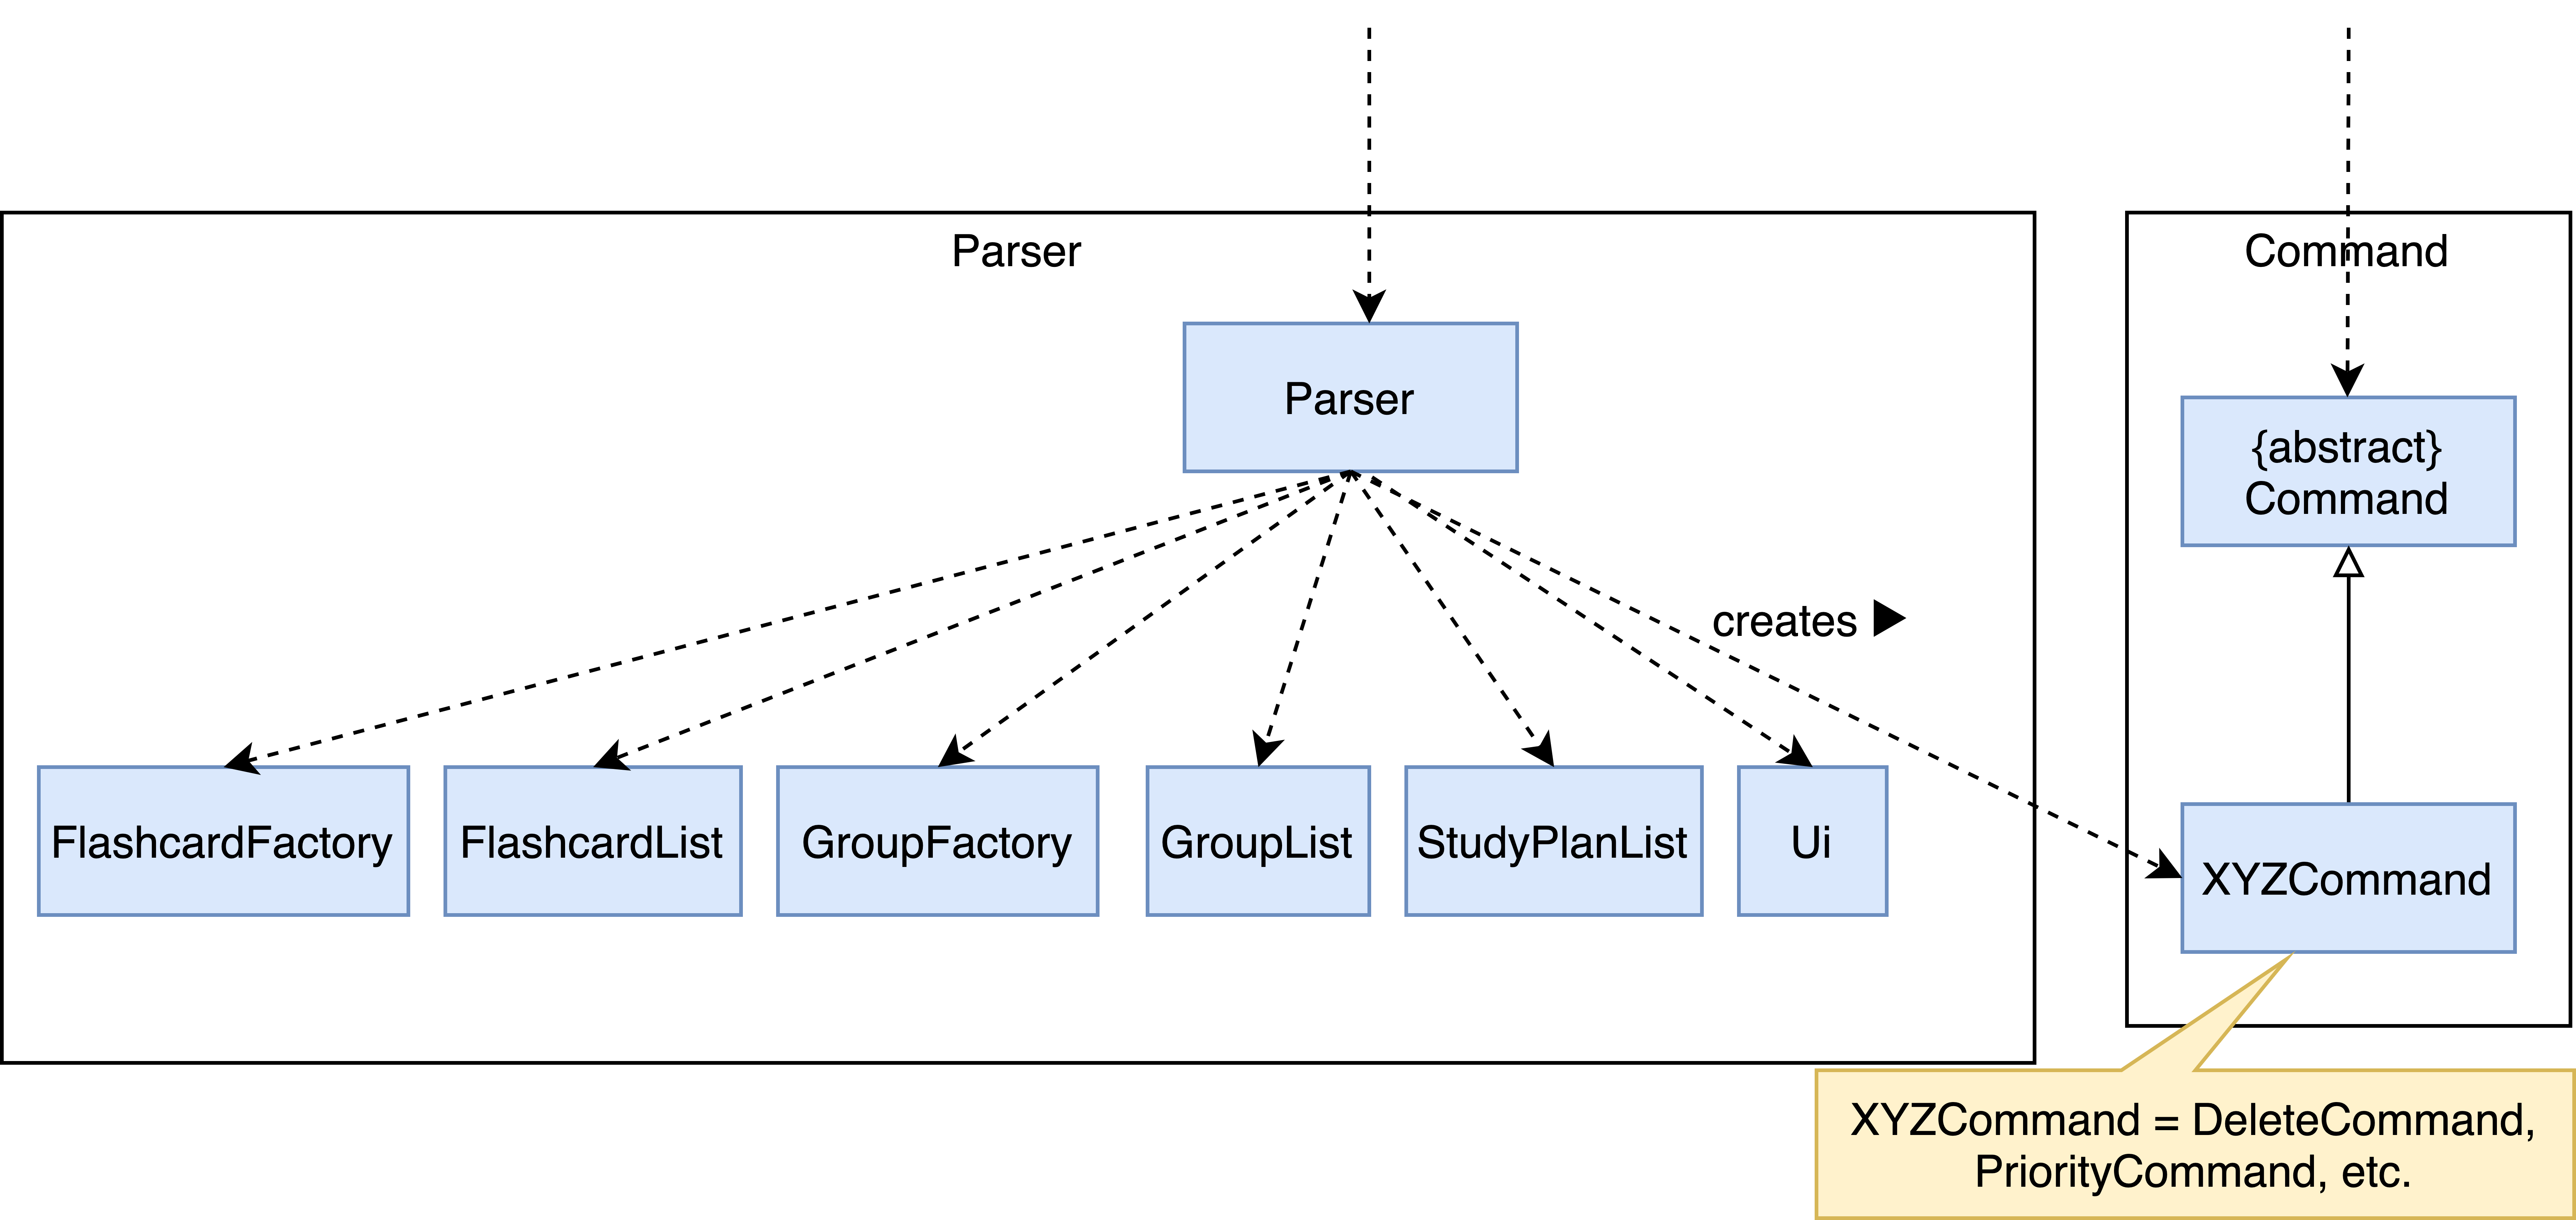 Parser
Command
Parser
{abstract}
Command
creates
FlashcardFactory
FlashcardList
GroupFactory
GroupList
StudyPlanList
Ui
XYZCommand
XYZCommand = DeleteCommand,
PriorityCommand, etc.